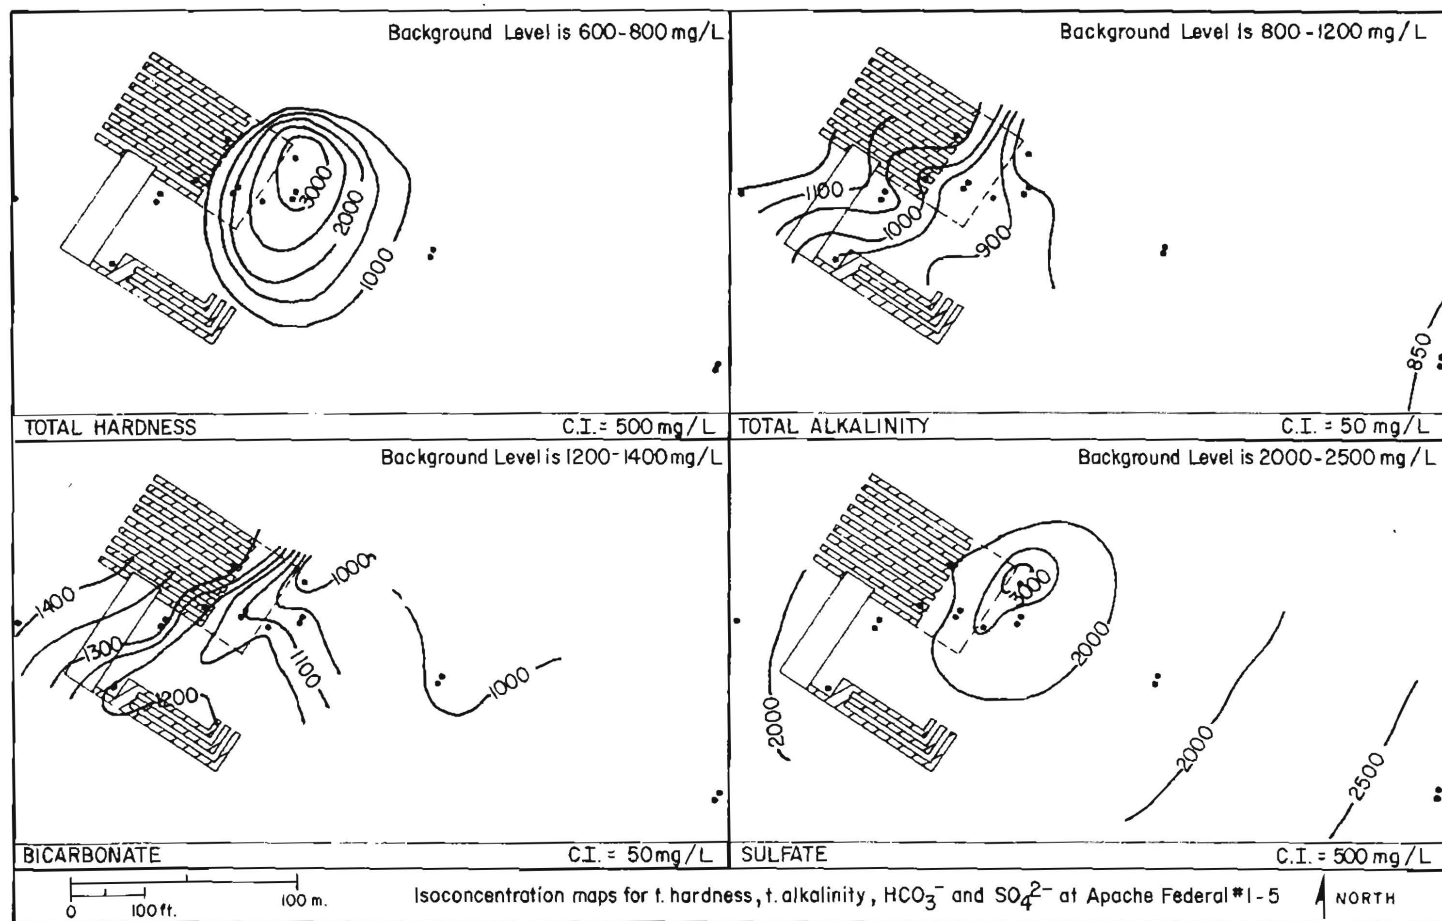 Background Level is 600-800 mg/L
3000
2000
1000
TOTAL HARDNESS C.I. = 500 mg/L
Background Level is 800-1200 mg/L
1100
1000
900
850
TOTAL ALKALINITY C.I. = 50 mg/L
Background Level is 1200-1400 mg/L
1000
1400
1300
1200
1100
1000
BICARBONATE C.I. = 50mg/L
Background Level is 2000-2500 mg/L
3000
2000
2000
2000
2500
SULFATE C.I. = 500 mg/L
0 100 ft. 100 m.
Isoconcentration maps for t. hardness, t. alkalinity, HCO₃⁻ and SO₄²⁻ at Apache Federal #1-5
NORTH